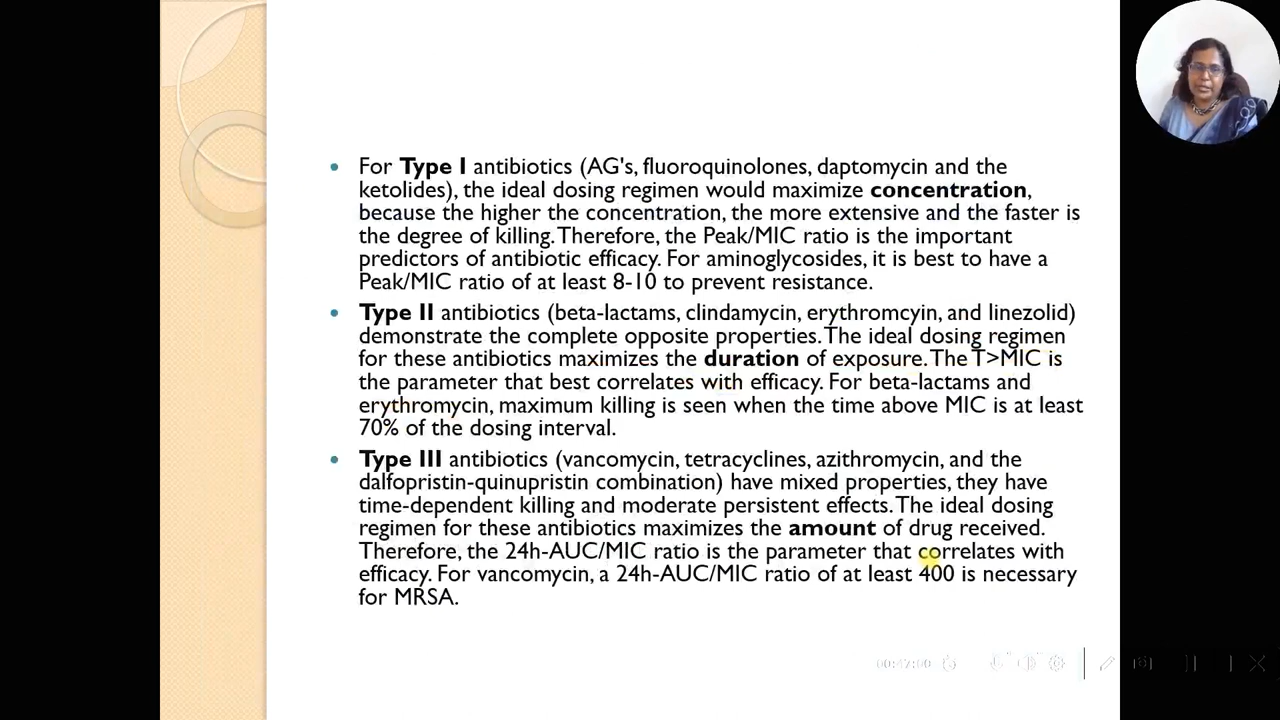 For Type I antibiotics (AG's, fluoroquinolones, daptomycin and the
ketolides), the ideal dosing regimen would maximize concentration,
because the higher the concentration, the more extensive and the faster is
the degree of killing. Therefore, the Peak/MIC ratio is the important
predictors of antibiotic efficacy. For aminoglycosides, it is best to have a
Peak/MIC ratio of at least 8-10 to prevent resistance.
Type II antibiotics (beta-lactams, clindamycin, erythromcyin, and linezolid)
demonstrate the complete opposite properties. The ideal dosing regimen
for these antibiotics maximizes the duration of exposure. The T>MIC is
the parameter that best correlates with efficacy. For beta-lactams and
erythromycin, maximum killing is seen when the time above MIC is at least
70% of the dosing interval.
Type III antibiotics (vancomycin, tetracyclines, azithromycin, and the
dalfopristin-quinupristin combination) have mixed properties, they have
time-dependent killing and moderate persistent effects. The ideal dosing
regimen for these antibiotics maximizes the amount of drug received.
Therefore, the 24h-AUC/MIC ratio is the parameter that correlates with
efficacy. For vancomycin, a 24h-AUC/MIC ratio of at least 400 is necessary
for MRSA.
00:47:00